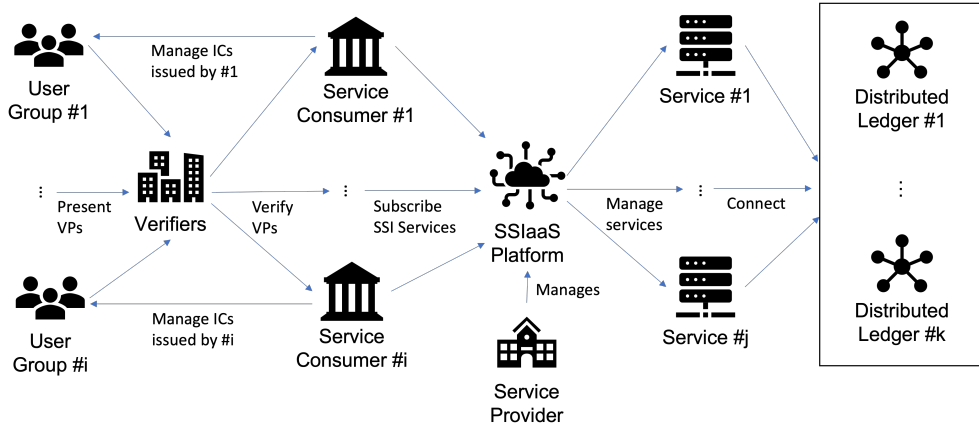 User
Group #1
Manage ICs
issued by #1
Service
Consumer #1
Service #1
Distributed
Ledger #1
⋮
Present
VPs
Verifiers
Verify
VPs
⋮
Subscribe
SSI Services
SSIaaS
Platform
Manage
services
⋮
Connect
⋮
User
Group #i
Manage ICs
issued by #i
Service
Consumer #i
Manages
Service
Provider
Service #j
Distributed
Ledger #k